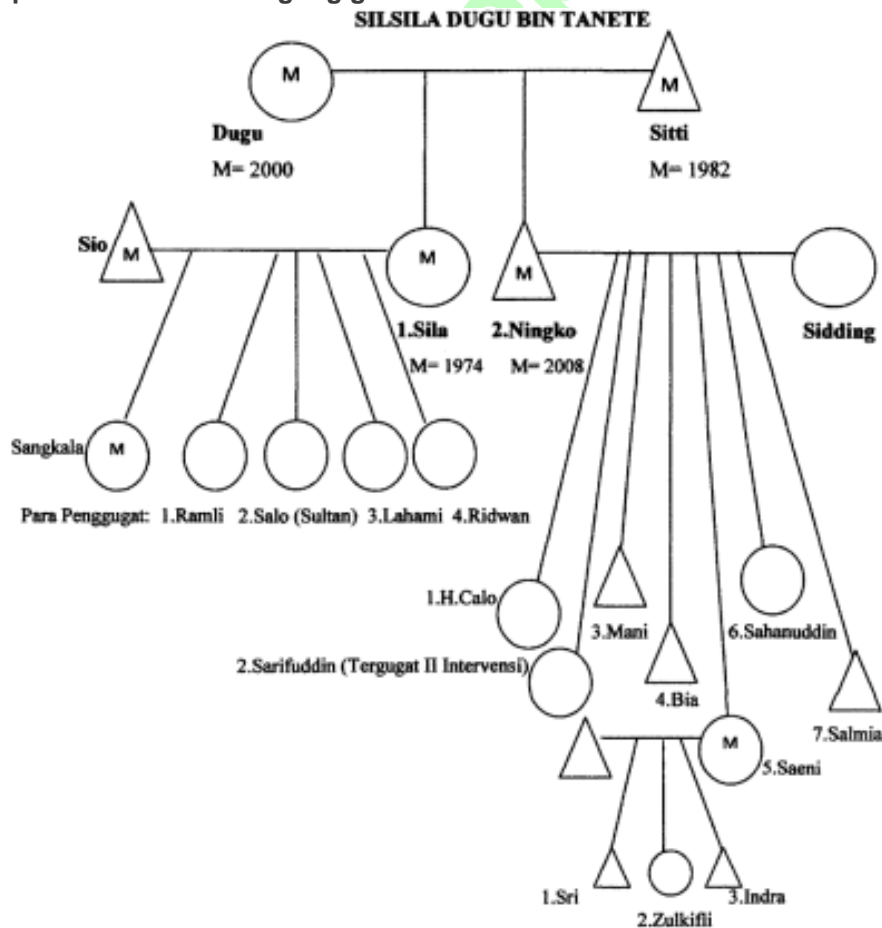 SILSILA DUGU BIN TANETE
M
M
Dugu
Sitti
M= 2000
M= 1982
Sio
M
M
M
1.Sila
2.Ningko
Sidding
M= 1974
M= 2008
Sangkala
M
Para Penggugat: 1.Ramli 2.Salo (Sultan) 3.Lahami 4.Ridwan
1.H.Calo
3.Mani
6.Sahanuddin
2.Sarifuddin (Tergugat II Intervensi)
4.Bia
7.Salmia
M
5.Saeni
1.Sri
3.Indra
2.Zulkifli